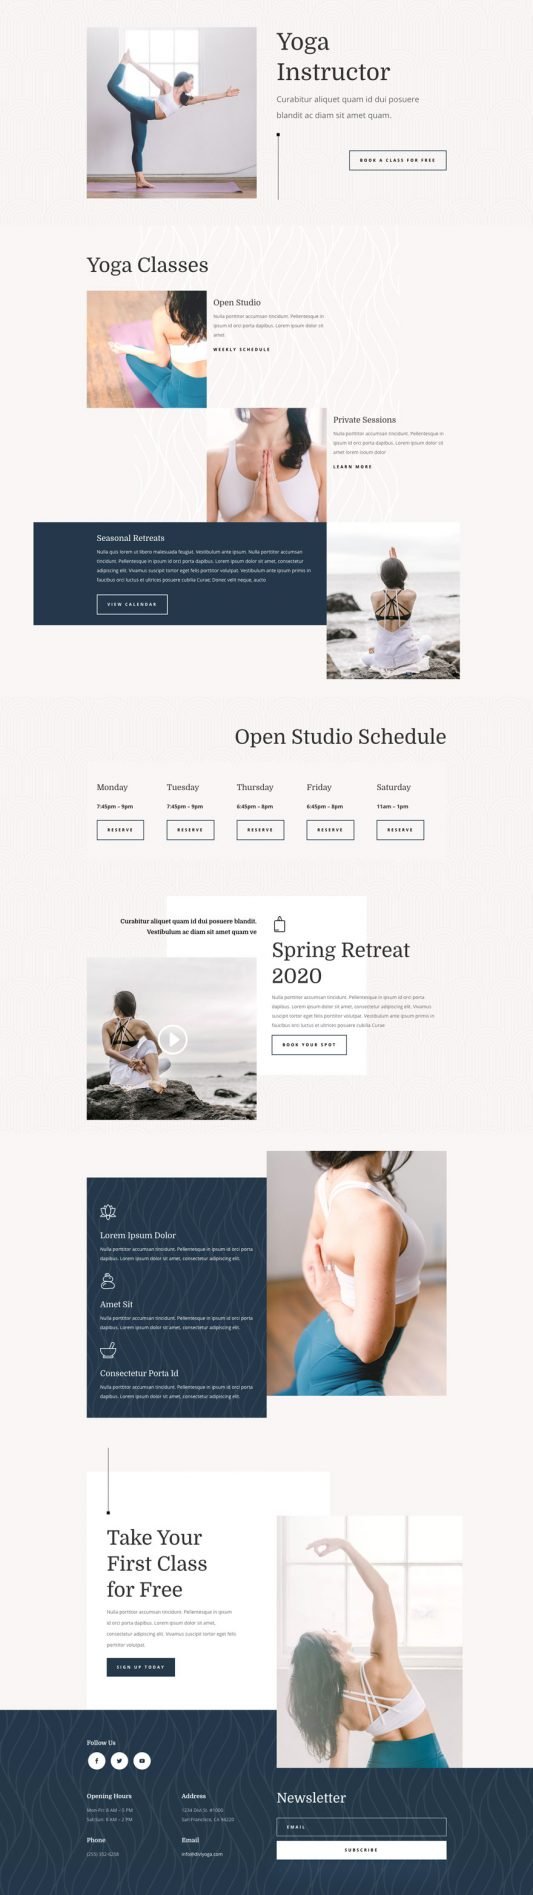 Yoga
Instructor
Curabitur aliquet quam id dui posuere
blandit ac diam sit amet quam.
BOOK A CLASS FOR FREE
Yoga Classes
Open Studio
Nulla porttitor accumsan tincidunt. Pellentesque in
ipsum id orci porta dapibus. Lorem ipsum dolor sit
amet.
WEEKLY SCHEDULE
Private Sessions
Nulla porttitor accumsan tincidunt. Pellentesque in
ipsum id orci porta dapibus. Lorem ipsum dolor sit
amet lorem ipsum dolor
LEARN MORE
Seasonal Retreats
Nulla quis lorem ut libero malesuada feugiat. Vestibulum ante ipsum. Nulla porttitor accumsan
tincidunt. Pellentesque in ipsum id orci porta dapibus. Lorem ipsum dolor sit amet, consectetur
adipiscing elit. Vivamus suscipit tortor eget felis porttitor volutpat. Vestibulum ante ipsum primis in
faucibus orci luctus et ultrices posuere cubilia Curae; Donec velit neque, aucto
VIEW CALENDAR
Open Studio Schedule
Monday Tuesday Thursday Friday Saturday
7:45pm – 9pm 7:45pm – 9pm 6:45pm – 8pm 6:45pm – 8pm 11am – 1pm
RESERVE RESERVE RESERVE RESERVE RESERVE
Curabitur aliquet quam id dui posuere blandit.
Vestibulum ac diam sit amet quam ve
Spring Retreat
2020
Nulla porttitor accumsan tincidunt. Pellentesque in ipsum id orci porta
dapibus. Lorem ipsum dolor sit amet, consectetur adipiscing elit. Vivamus
suscipit tortor eget felis porttitor volutpat. Vestibulum ante ipsum primis in
faucibus orci luctus et ultrices posuere cubilia Curae
BOOK YOUR SPOT
Lorem Ipsum Dolor
Nulla porttitor accumsan tincidunt. Pellentesque in ipsum id orci porta
dapibus. Lorem ipsum dolor sit amet, consectetur adipiscing elit.
Amet Sit
Nulla porttitor accumsan tincidunt. Pellentesque in ipsum id orci porta
dapibus. Lorem ipsum dolor sit amet, consectetur adipiscing elit.
Consectetur Porta Id
Nulla porttitor accumsan tincidunt. Pellentesque in ipsum id orci porta
dapibus. Lorem ipsum dolor sit amet, consectetur adipiscing elit.
Take Your
First Class
for Free
Nulla porttitor accumsan tincidunt. Pellentesque in ipsum
id orci porta dapibus. Lorem ipsum dolor sit amet,
consectetur adipiscing elit. Vivamus suscipit tortor eget felis
porttitor volutpat.
SIGN UP TODAY
Follow Us
Opening Hours
Mon-Fri: 6 AM – 5 PM
Sat-Sun: 8 AM – 2 PM
Address
1234 Divi St. #1000
San Francisco, CA 94220
Phone
(255) 352-6258
Email
info@diviyoga.com
Newsletter
EMAIL
SUBSCRIBE